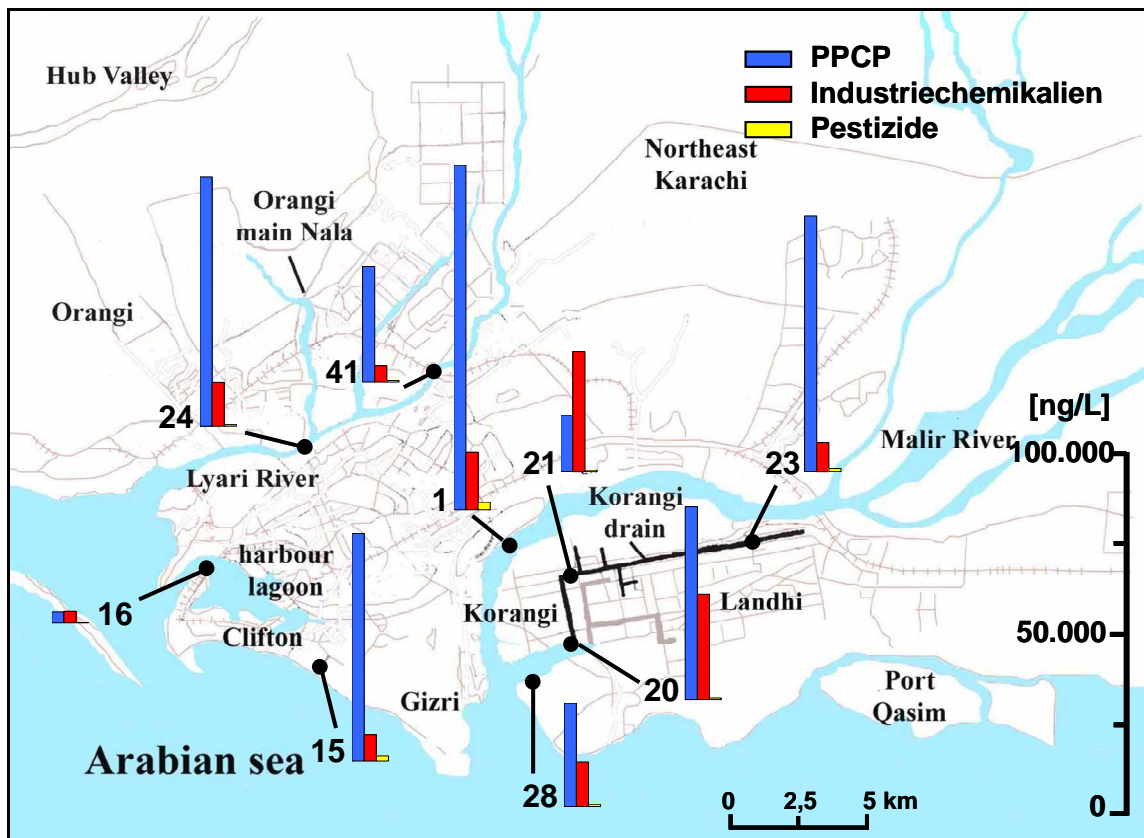 PPCP
Industriechemikalien
Pestizide
Hub Valley
Northeast
Karachi
Orangi
main Nala
Orangi
41
24
[ng/L]
Malir River
100.000
Lyari River
21
23
1
Korangi
drain
harbour
lagoon
16
Korangi
Landhi
Clifton
50.000
20
Port
Qasim
Gizri
15
Arabian sea
28
0
2,5
5 km
0